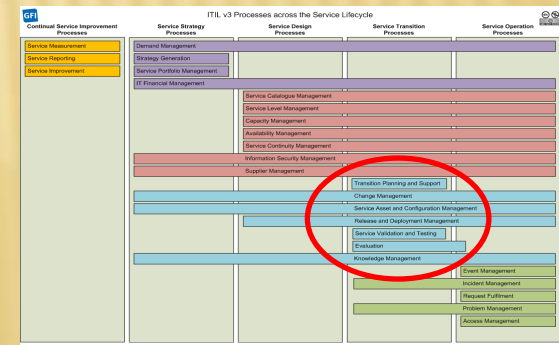 GFI
ITIL v3 Processes across the Service Lifecycle
Continual Service Improvement
Processes
Service Strategy
Processes
Service Design
Processes
Service Transition
Processes
Service Operation
Processes
Service Measurement
Demand Management
Service Reporting
Strategy Generation
Service Improvement
Service Portfolio Management
IT Financial Management
Service Catalogue Management
Service Level Management
Capacity Management
Availability Management
Service Continuity Management
Information Security Management
Supplier Management
Transition Planning and Support
Change Management
Service Asset and Configuration Management
Release and Deployment Management
Service Validation and Testing
Evaluation
Knowledge Management
Event Management
Incident Management
Request Fulfilment
Problem Management
Access Management